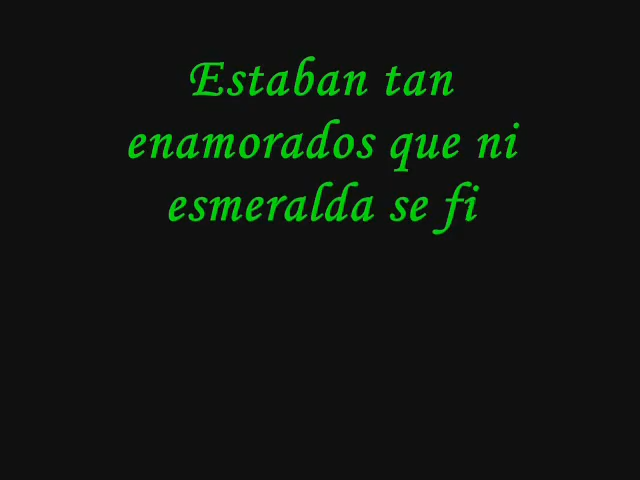 Estaban tan
enamorados que ni
esmeralda se fi